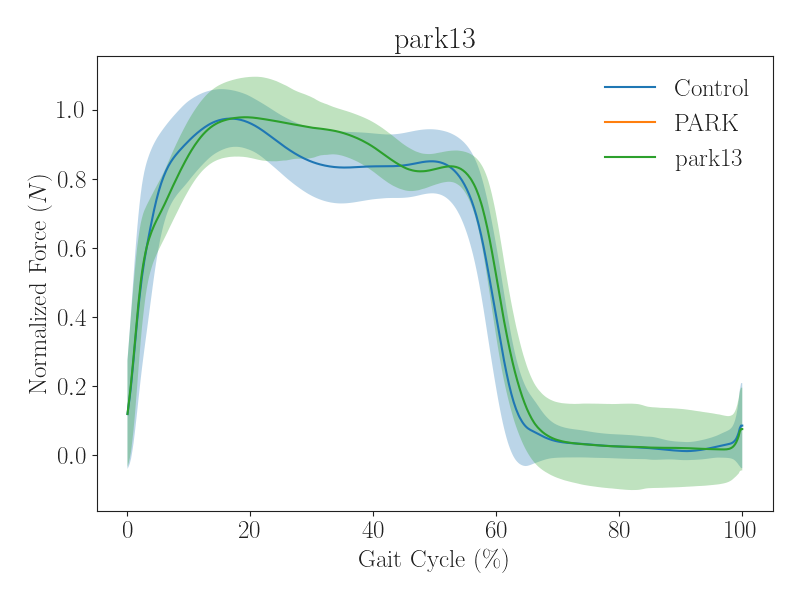 park13
Control
PARK
park13
1.0
0.8
0.6
0.4
0.2
0.0
Normalized Force (N)
0 20 40 60 80 100
Gait Cycle (%)